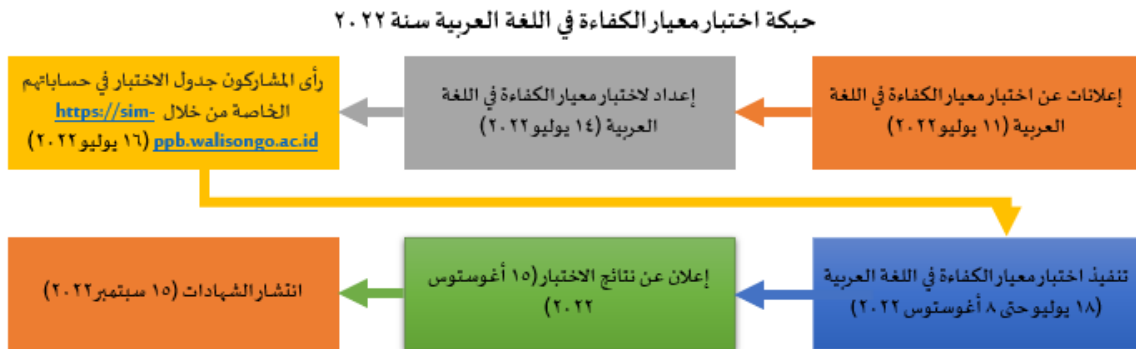 حبكة اختبار معيار الكفاءة في اللغة العربية سنة ٢٠٢٢
إعلانات عن اختبار معيار الكفاءة في اللغة
العربية (١١ يوليو ٢٠٢٢)
إعداد لاختبار معيار الكفاءة في اللغة
العربية (١٤ يوليو ٢٠٢٢)
رأى المشاركون جدول الاختبار في حساباتهم
الخاصة من خلال https://sim-
ppb.walisongo.ac.id (١٦ يوليو ٢٠٢٢)
تنفيذ اختبار معيار الكفاءة في اللغة العربية
(١٨ يوليو حتى ٨ أغوستوس ٢٠٢٢)
إعلان عن نتائج الاختبار (١٥ أغوستوس
٢٠٢٢)
انتشار الشهادات (١٥ سبتمبر ٢٠٢٢)